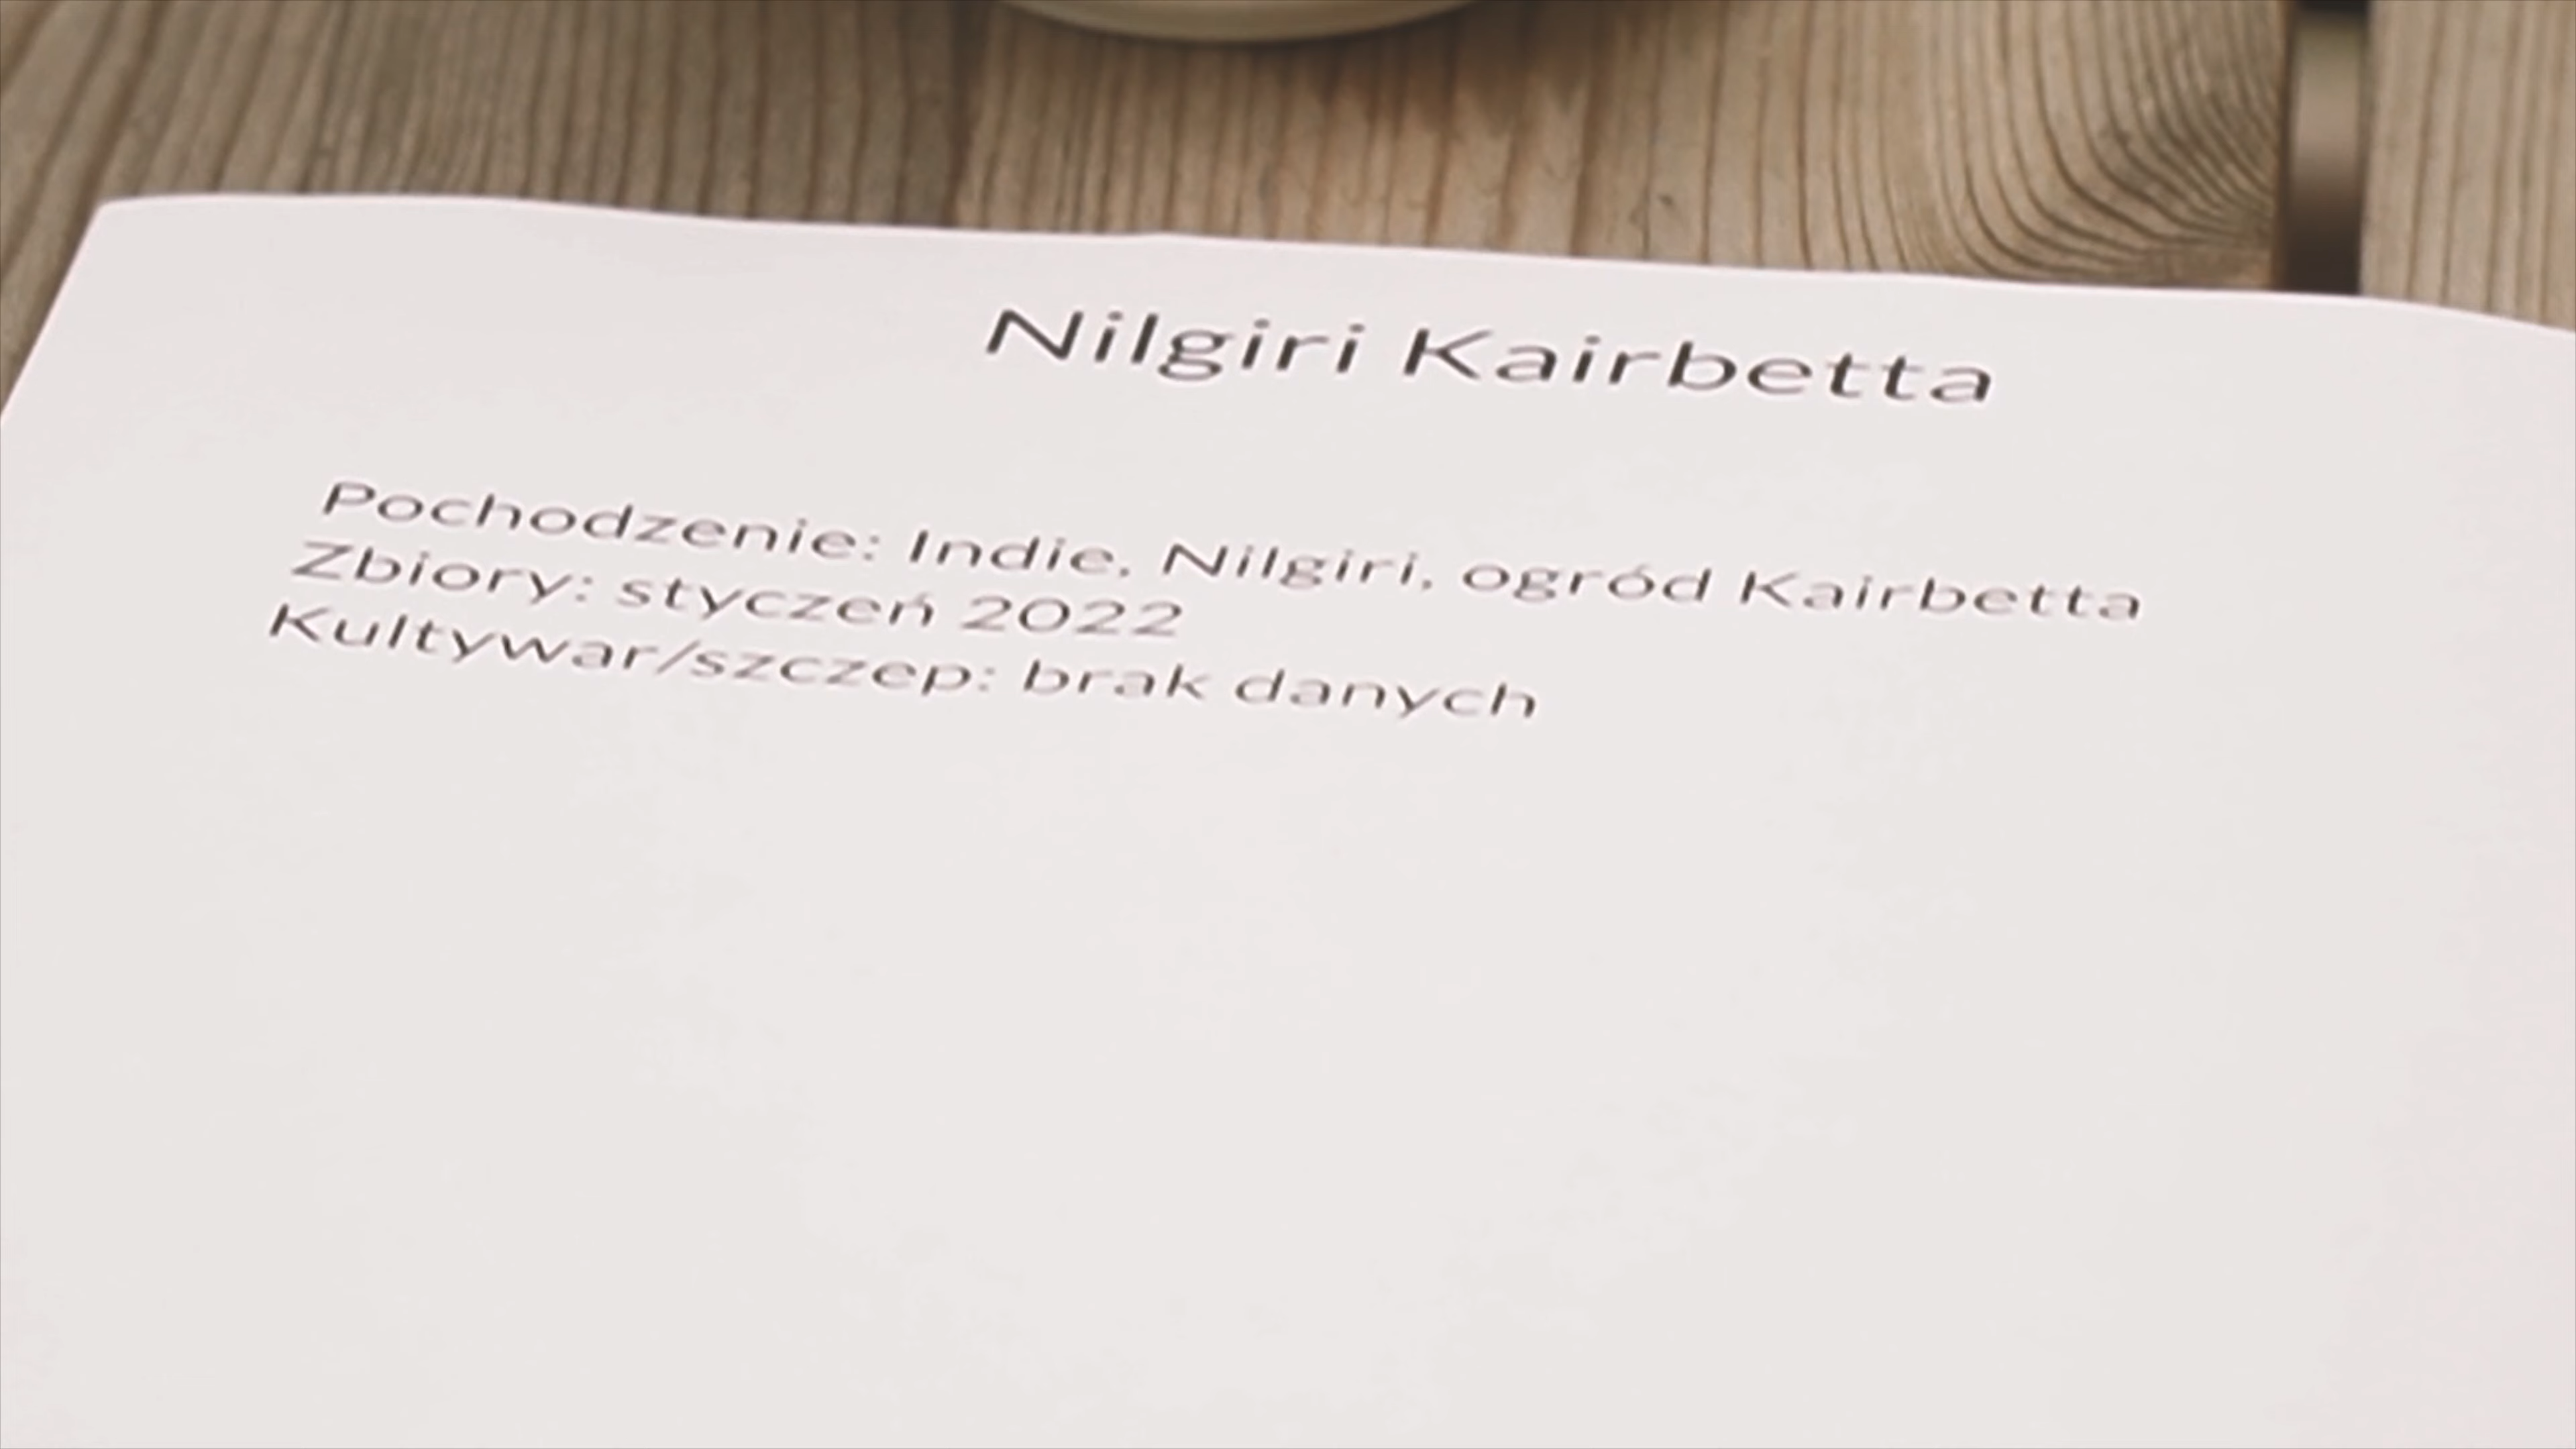 Nilgiri Kairbetta
Pochodzenie: Indie, Nilgiri, ogród Kairbetta
Zbiory: styczeń 2022
Kultywar/szczep: brak danych